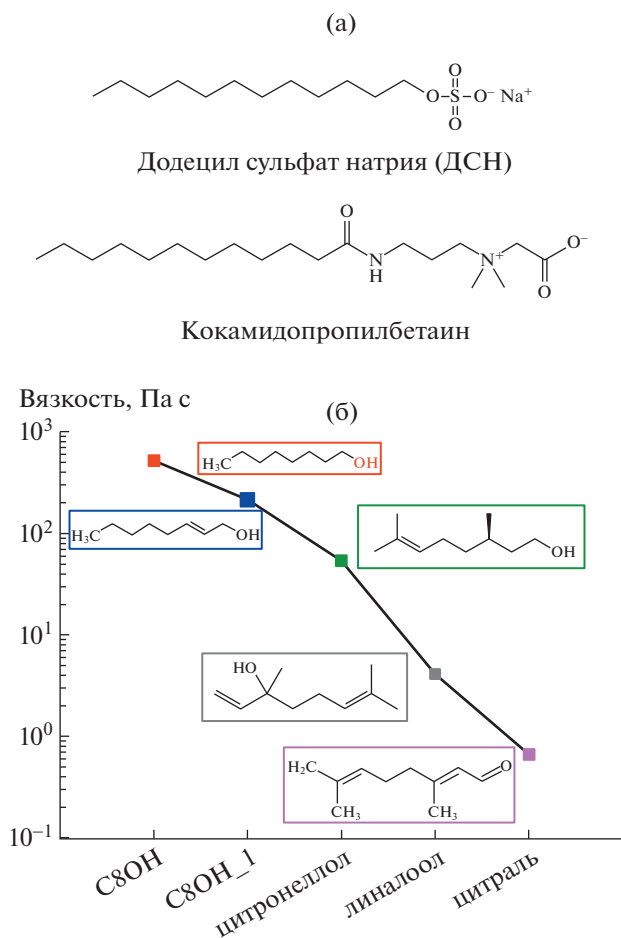 (а)
O
O S O⁻ Na⁺
O
Додецил сульфат натрия (ДСН)
O
N
H
N⁺
O⁻
O
Кокамидопропилбетаин
Вязкость, Па с
(б)
10³
H₃C OH
H₃C OH
10²
OH
10¹
HO
10⁰
H₂C O
CH₃ CH₃
10⁻¹
C8OH
C8OH_1
цитронеллол
линалоол
цитраль